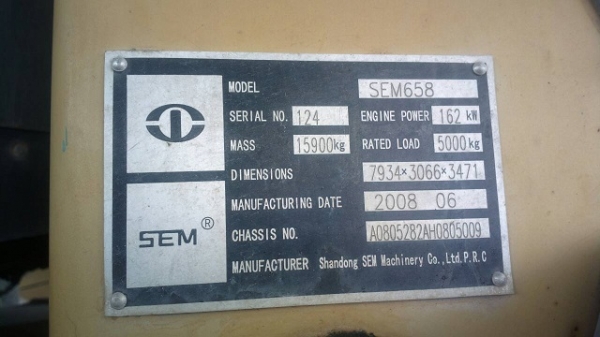 MODEL SEM658
SERIAL NO. 124 ENGINE POWER 162 kW
MASS 15900kg RATED LOAD 5000kg
DIMENSIONS 7934×3066×3471
MANUFACTURING DATE 2008 06
SEM®
CHASSIS NO. A0805282AH0805009
MANUFACTURER Shandong SEM Machinery Co., Ltd. P.R.C